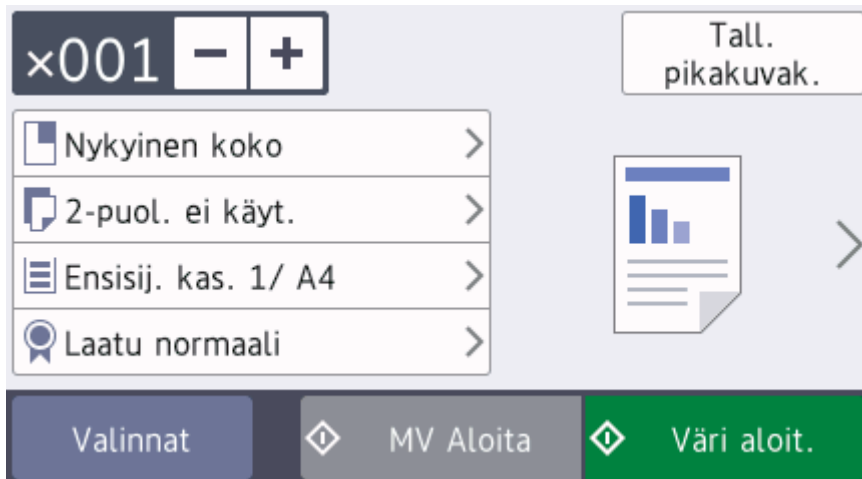 ×001 − +
Tall.
pikakuvak.
Nykyinen koko
2-puol. ei käyt.
Ensisij. kas. 1/ A4
Laatu normaali
Valinnat
MV Aloita
Väri aloit.